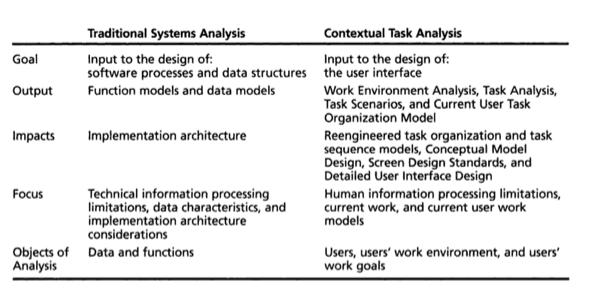 Traditional Systems Analysis Contextual Task Analysis
Goal Input to the design of: Input to the design of:
software processes and data structures the user interface
Output Function models and data models Work Environment Analysis, Task Analysis,
Task Scenarios, and Current User Task
Organization Model
Impacts Implementation architecture Reengineered task organization and task
sequence models, Conceptual Model
Design, Screen Design Standards, and
Detailed User Interface Design
Focus Technical information processing Human information processing limitations,
limitations, data characteristics, and current work, and current user work
implementation architecture models
considerations
Objects of Data and functions Users, users' work environment, and users'
Analysis work goals